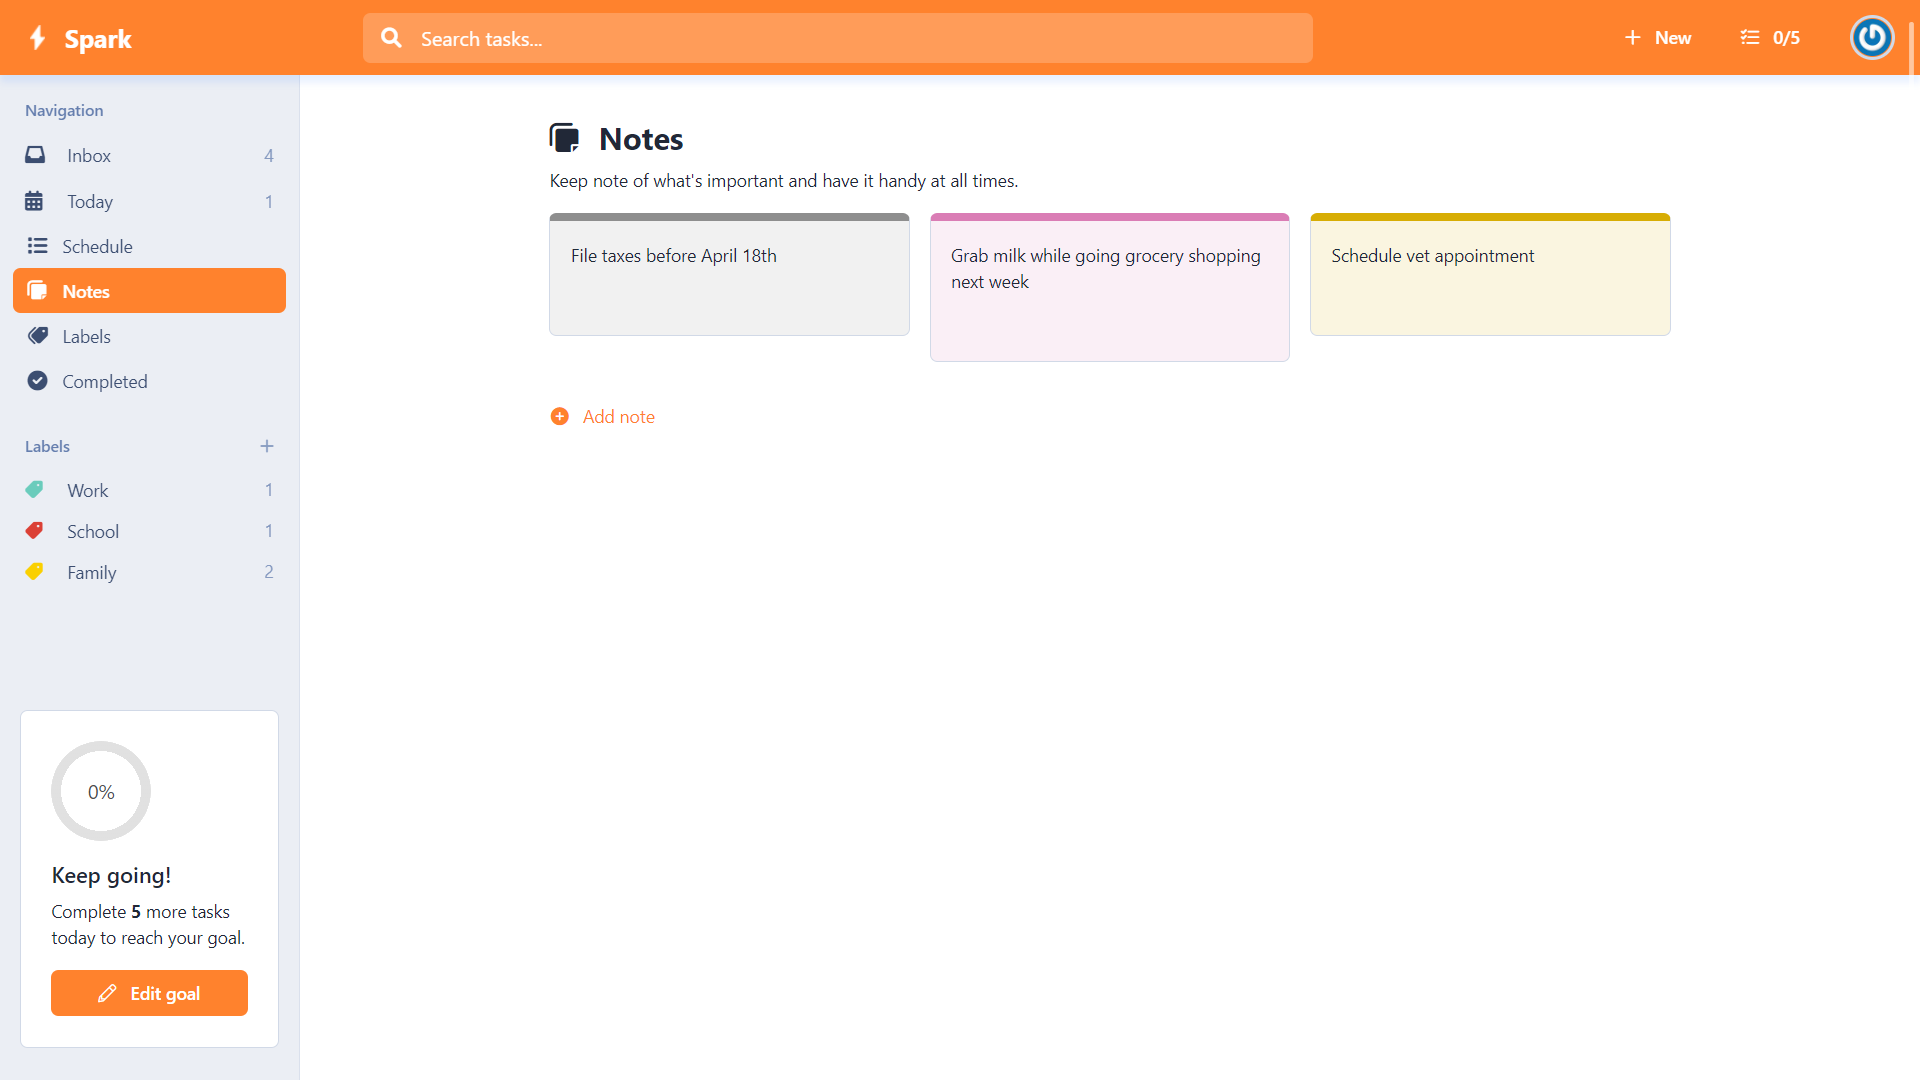 Spark
Search tasks...
New
0/5
Navigation
Inbox 4
Today 1
Schedule
Notes
Labels
Completed
Labels
Work 1
School 1
Family 2
0%
Keep going!
Complete 5 more tasks
today to reach your goal.
Edit goal
Notes
Keep note of what's important and have it handy at all times.
File taxes before April 18th
Grab milk while going grocery shopping
next week
Schedule vet appointment
Add note